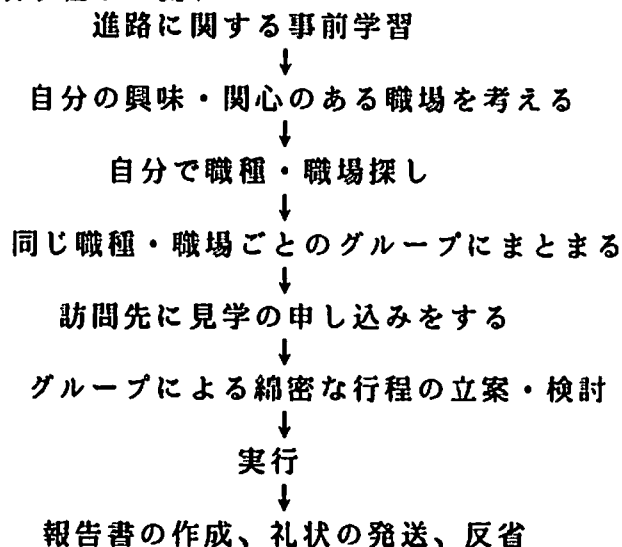 進路に関する事前学習
↓
自分の興味・関心のある職場を考える
↓
自分で職種・職場探し
↓
同じ職種・職場ごとのグループにまとまる
↓
訪問先に見学の申し込みをする
↓
グループによる綿密な行程の立案・検討
↓
実行
↓
報告書の作成、礼状の発送、反省